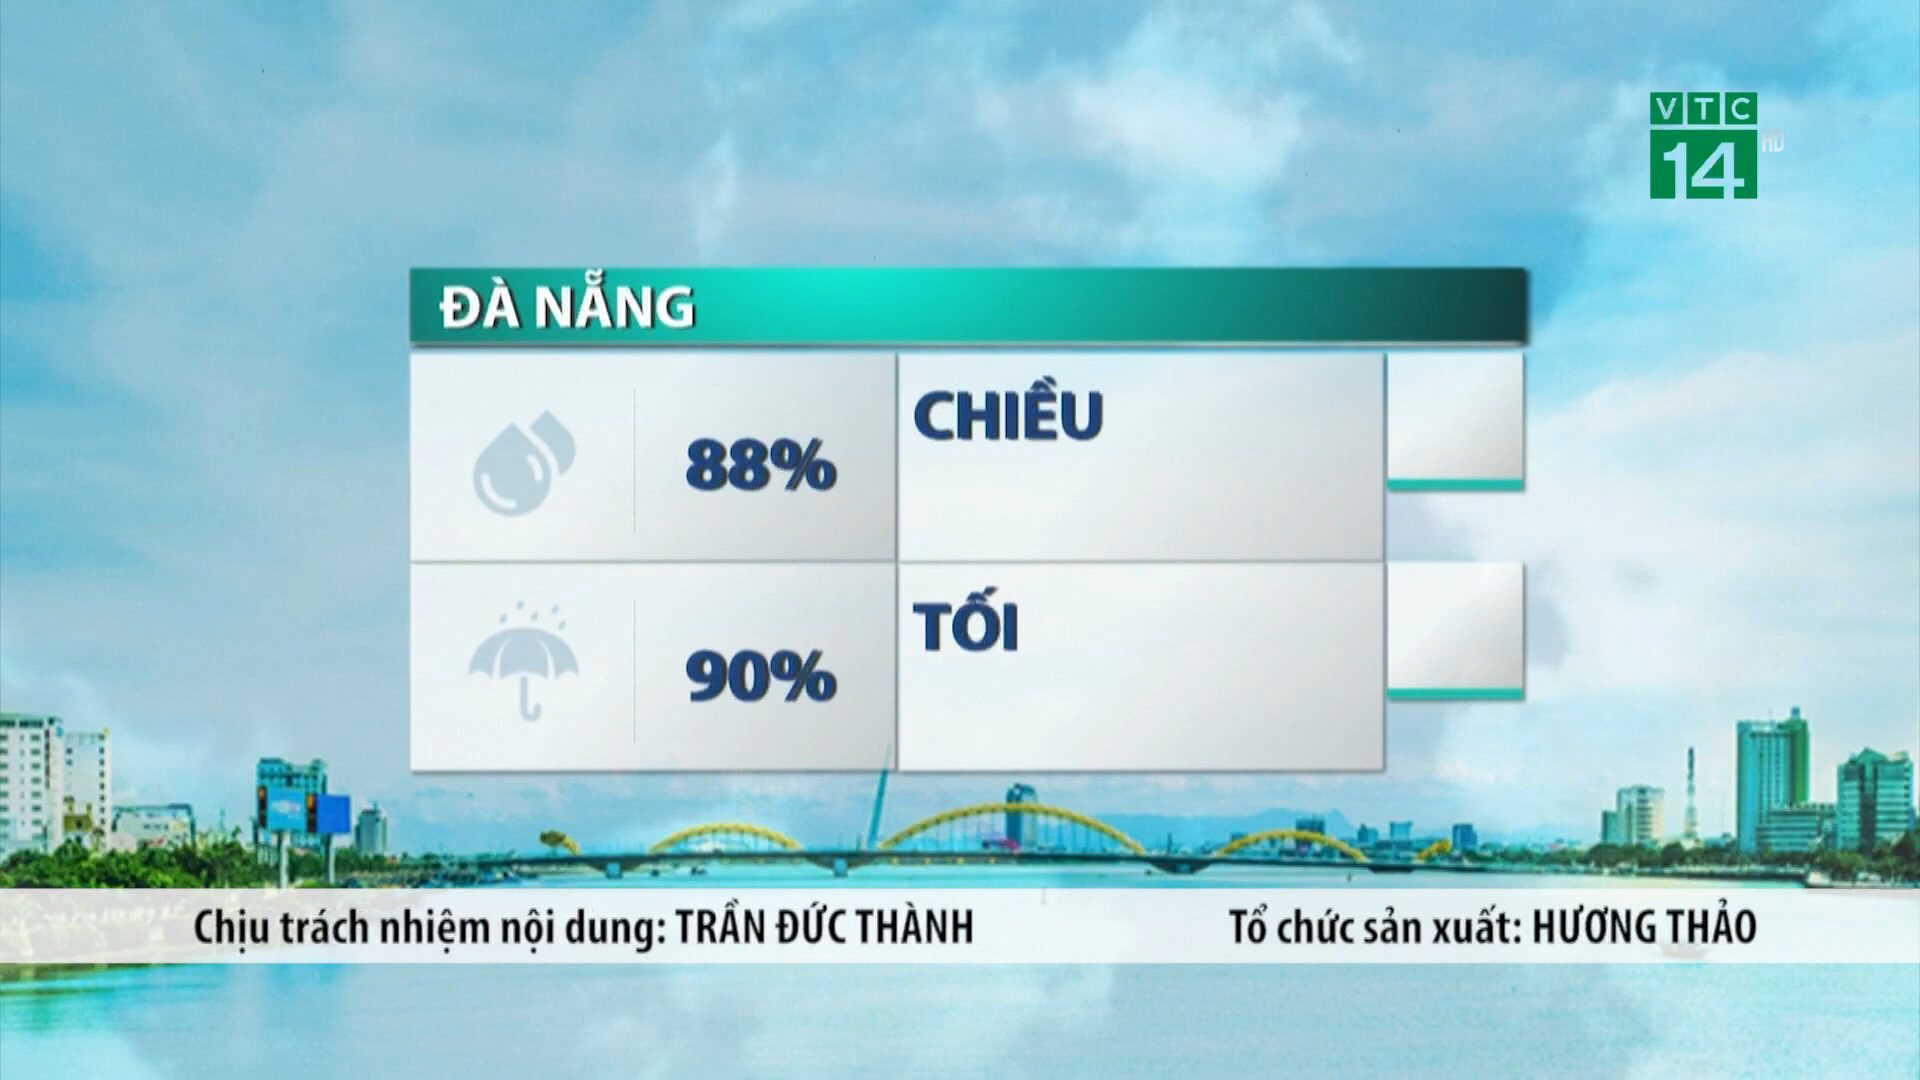 VTC
14 HD
ĐÀ NẴNG
88%
CHIỀU
90%
TỐI
Chịu trách nhiệm nội dung: TRẦN ĐỨC THÀNH
Tổ chức sản xuất: HƯƠNG THẢO